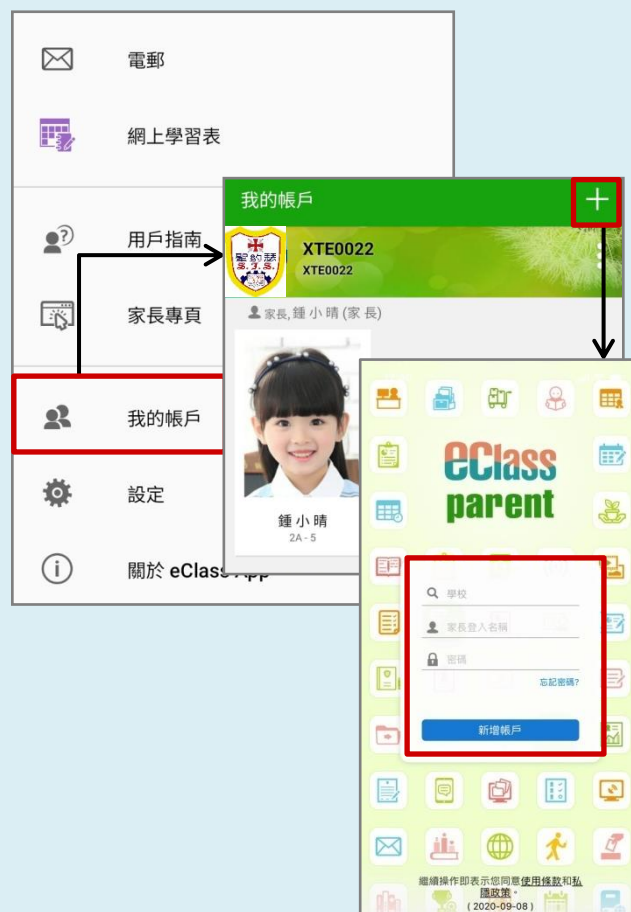 電郵
網上學習表
用戶指南
家長專頁
我的帳戶
設定
關於 eClass App
我的帳戶
聖約瑟
S.J.S.
XTE0022
XTE0022
家長,鍾小晴(家長)
鍾小晴
2A - 5
eClass
parent
學校
家長登入名稱
密碼
忘記密碼?
新增帳戶
繼續操作即表示您同意使用條款和私
隱政策。
( 2020-09-08 )